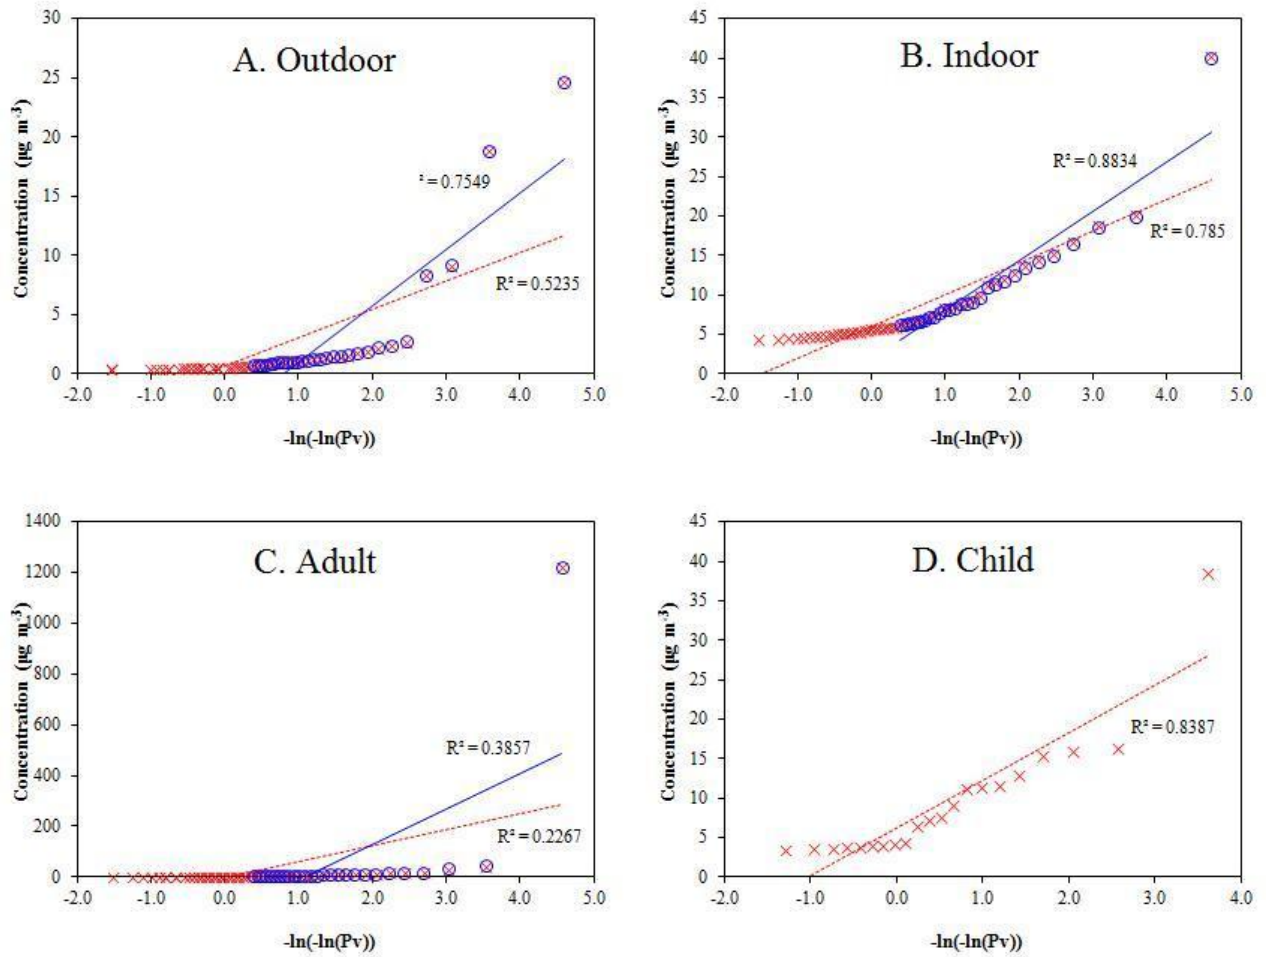 A. Outdoor
Concentration (µg m⁻³)
30
25
20
15
10
5
0
² = 0.7549
R² = 0.5235
-2.0 -1.0 0.0 1.0 2.0 3.0 4.0 5.0
-ln(-ln(Pv))
B. Indoor
Concentration (µg m⁻³)
45
40
35
30
25
20
15
10
5
0
R² = 0.8834
R² = 0.785
-2.0 -1.0 0.0 1.0 2.0 3.0 4.0 5.0
-ln(-ln(Pv))
C. Adult
Concentration (µg m⁻³)
1400
1200
1000
800
600
400
200
0
R² = 0.3857
R² = 0.2267
-2.0 -1.0 0.0 1.0 2.0 3.0 4.0 5.0
-ln(-ln(Pv))
D. Child
Concentration (µg m⁻³)
45
40
35
30
25
20
15
10
5
0
R² = 0.8387
-2.0 -1.0 0.0 1.0 2.0 3.0 4.0
-ln(-ln(Pv))